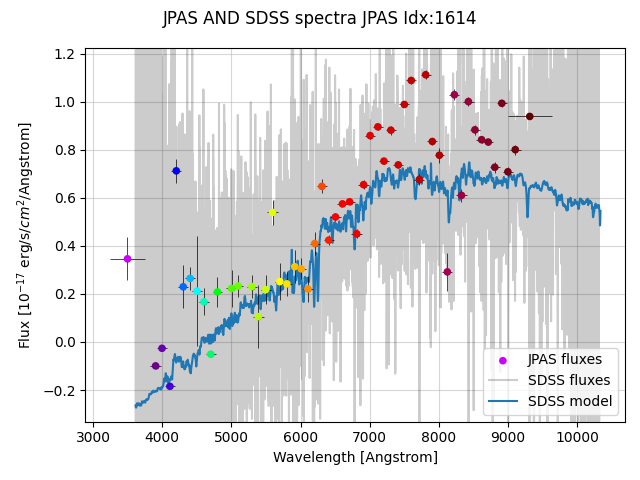 JPAS AND SDSS spectra JPAS Idx:1614
1.2
1.0
0.8
0.6
0.4
0.2
0.0
−0.2
Flux [10⁻¹⁷ erg/s/cm²/Angstrom]
JPAS fluxes
SDSS fluxes
SDSS model
3000 4000 5000 6000 7000 8000 9000 10000
Wavelength [Angstrom]